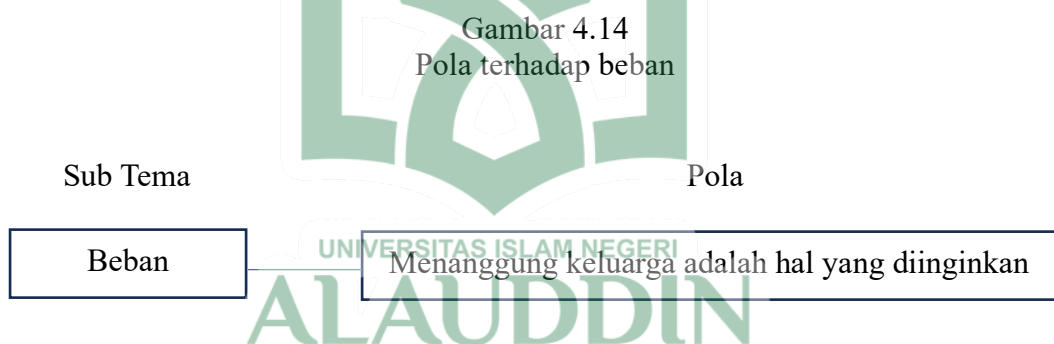 Gambar 4.14
Pola terhadap beban
Sub Tema
Pola
Beban
Menanggung keluarga adalah hal yang diinginkan
UNIVERSITAS ISLAM NEGERI
ALAUDDIN